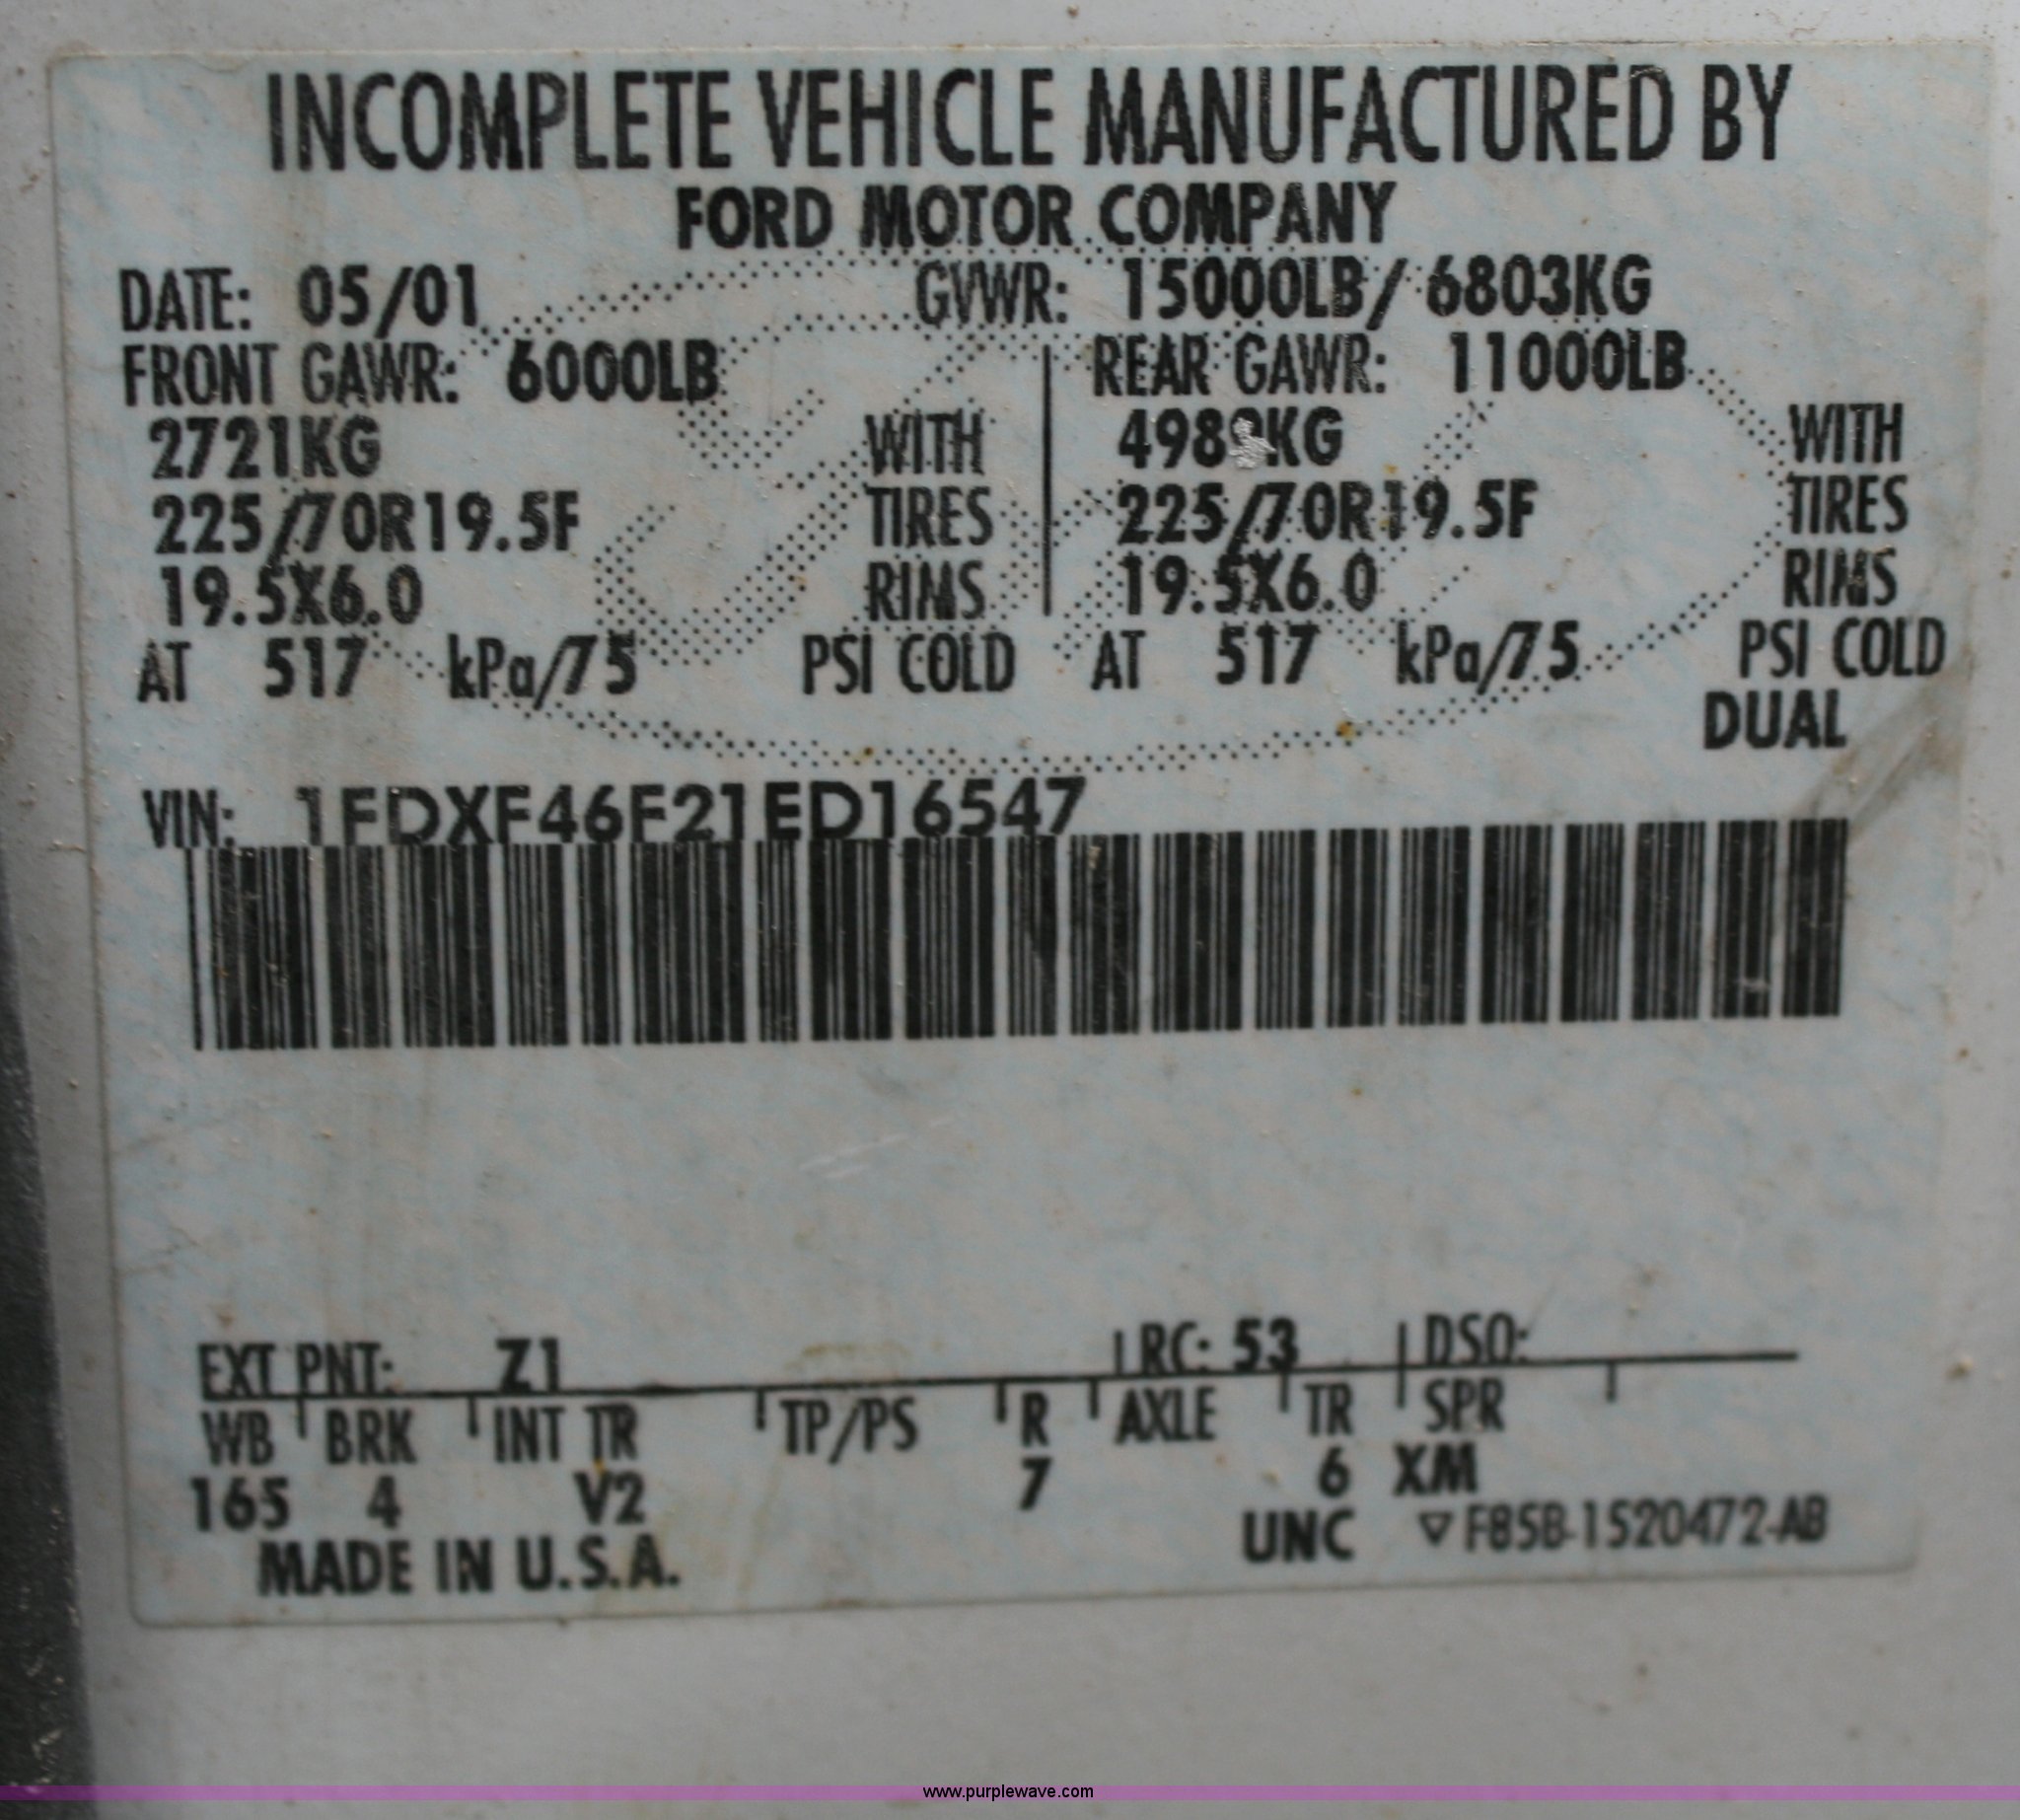 INCOMPLETE VEHICLE MANUFACTURED BY
FORD MOTOR COMPANY
DATE: 05/01 GVWR: 15000LB/ 6803KG
FRONT GAWR: 6000LB REAR GAWR: 11000LB
2721KG WITH 4989KG WITH
225/70R19.5F TIRES 225/70R19.5F TIRES
19.5X6.0 RIMS 19.5X6.0 RIMS
AT 517 kPa/75 PSI COLD AT 517 kPa/75 PSI COLD
DUAL
VIN: 1FDXF46F21ED16547
EXT PNT: Z1 RC: 53 DSO:
WB BRK INT TR TP/PS R AXLE TR SPR
165 4 V2 7 6 XM
UNC F85B-1520472-AB
MADE IN U.S.A.
www.purplewave.com